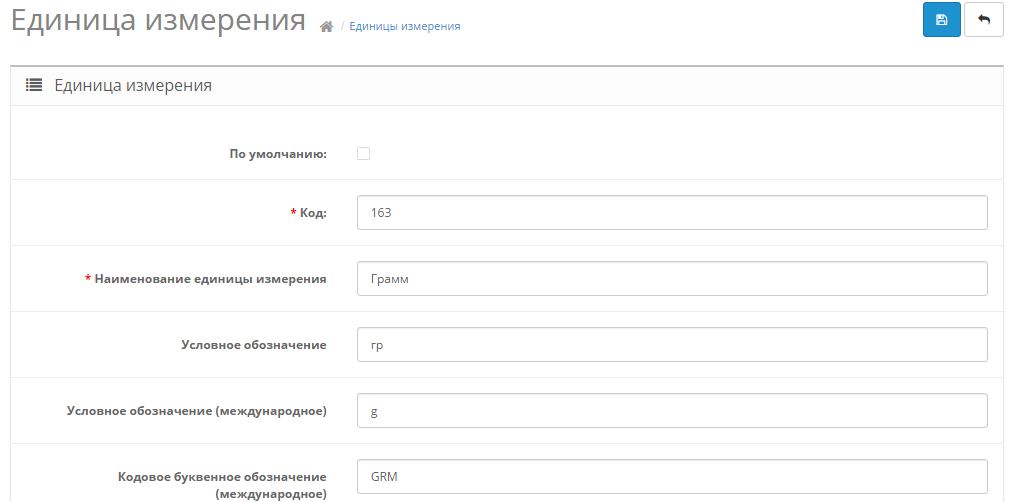 Единица измерения / Единицы измерения
Единица измерения
По умолчанию:
* Код: 163
* Наименование единицы измерения Грамм
Условное обозначение гр
Условное обозначение (международное) g
Кодовое буквенное обозначение (международное) GRM